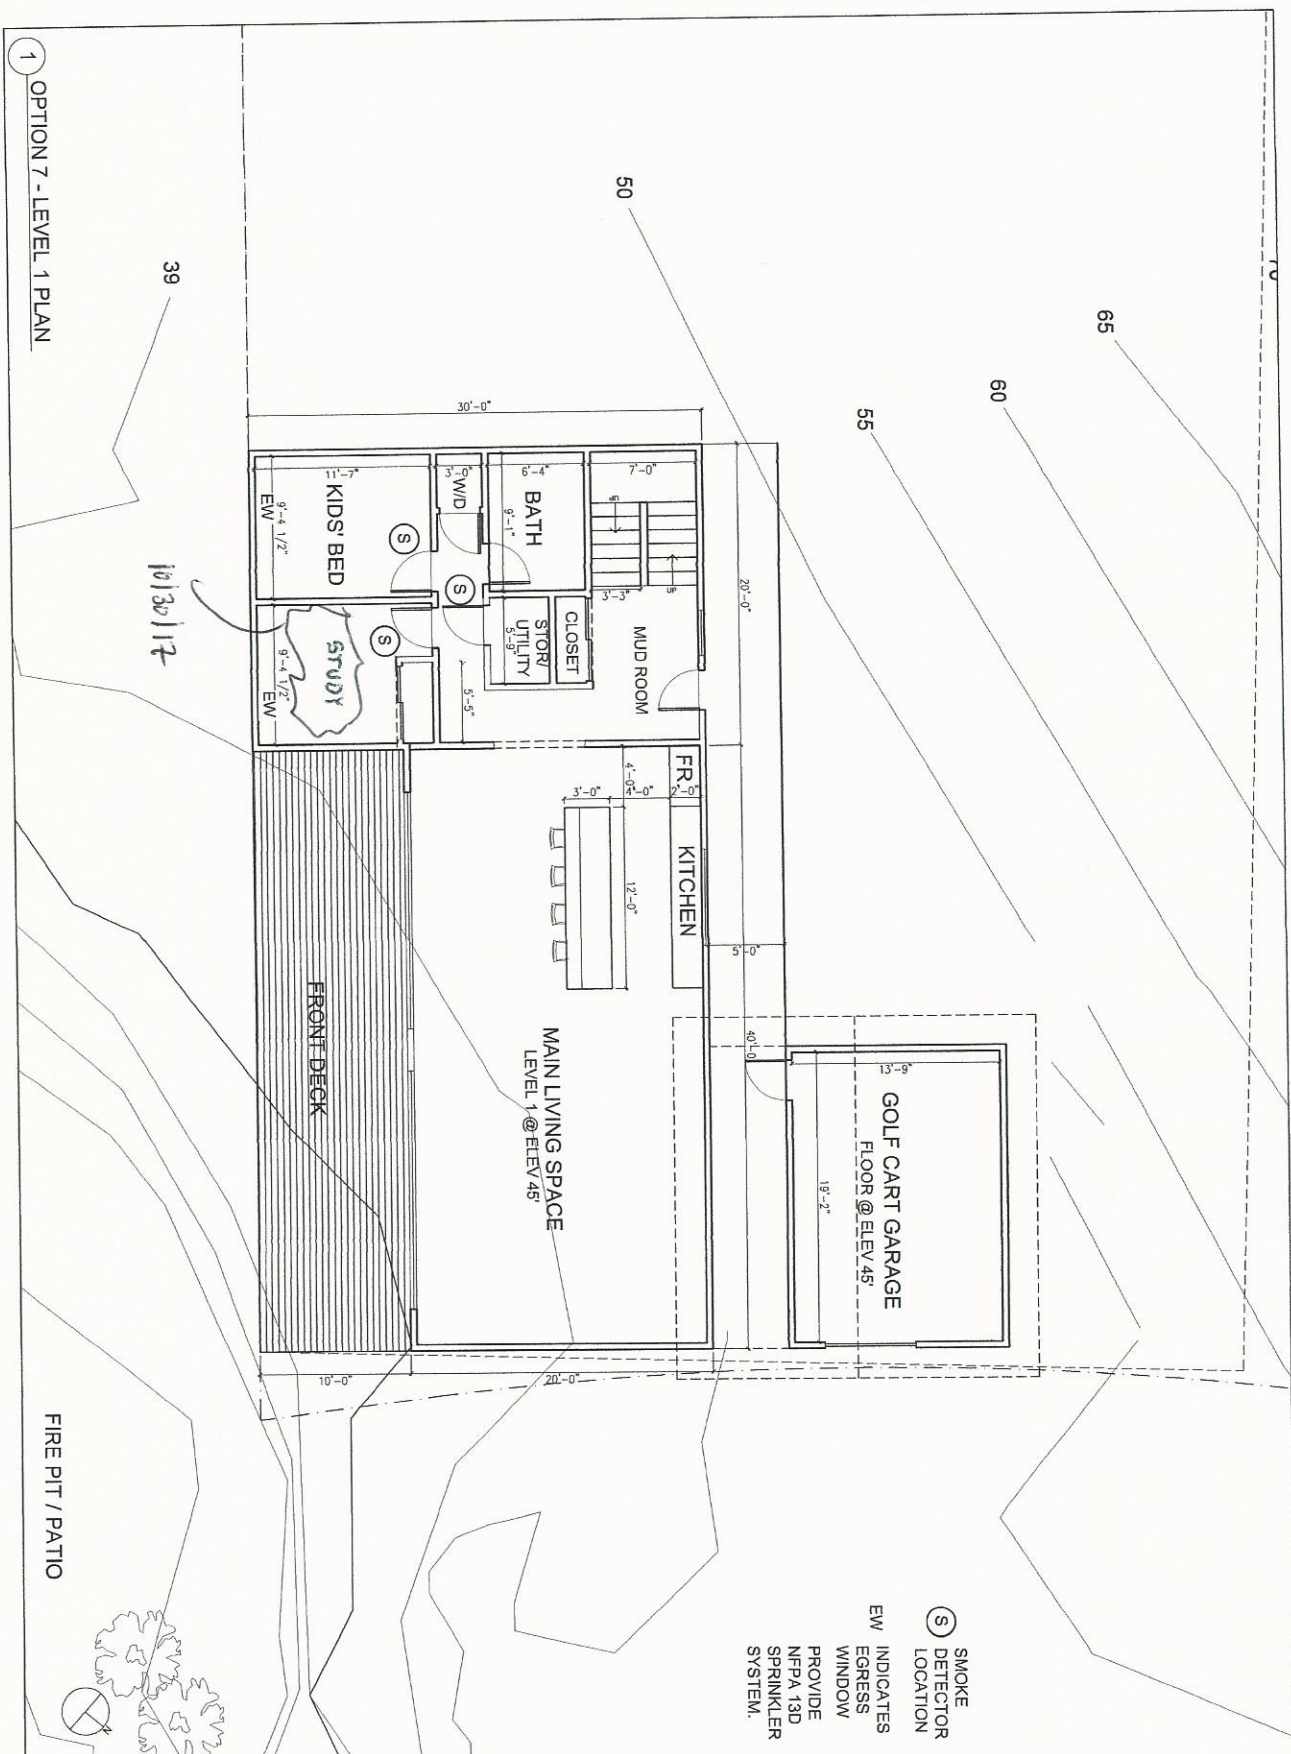 70
65
60
55
50
39
30'-0"
20'-0"
7'-0"
UP
UP
3'-3"
MUD ROOM
6'-4"
BATH
9'-1"
CLOSET
STOR/
UTILITY
5'-9"
3'-0"
W/D
S
5'-5"
11'-7"
KIDS' BED
9'-4 1/2"
EW
S
S
STUDY
9'-4 1/2"
EW
10/30/17
FR
2'-0"
KITCHEN
4'-0"
4'-0"
3'-0"
12'-0"
5'-0"
40'-0"
13'-9"
GOLF CART GARAGE
FLOOR @ ELEV 45'
19'-2"
MAIN LIVING SPACE
LEVEL 1 @ ELEV 45'
FRONT DECK
10'-0"
20'-0"
S SMOKE
DETECTOR
LOCATION
EW INDICATES
EGRESS
WINDOW
PROVIDE
NFPA 13D
SPRINKLER
SYSTEM.
FIRE PIT / PATIO
N
1 OPTION 7 - LEVEL 1 PLAN